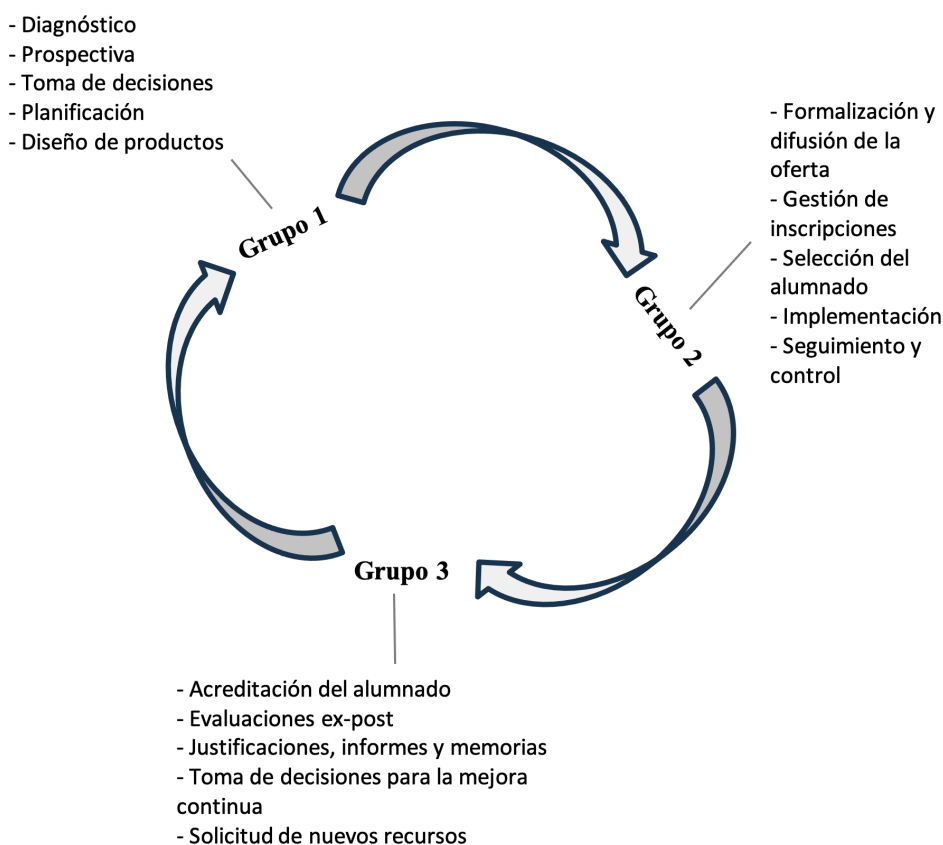 - Diagnóstico
- Prospectiva
- Toma de decisiones
- Planificación
- Diseño de productos
Grupo 1
- Formalización y
difusión de la
oferta
- Gestión de
inscripciones
- Selección del
alumnado
- Implementación
- Seguimiento y
control
Grupo 2
Grupo 3
- Acreditación del alumnado
- Evaluaciones ex-post
- Justificaciones, informes y memorias
- Toma de decisiones para la mejora
continua
- Solicitud de nuevos recursos